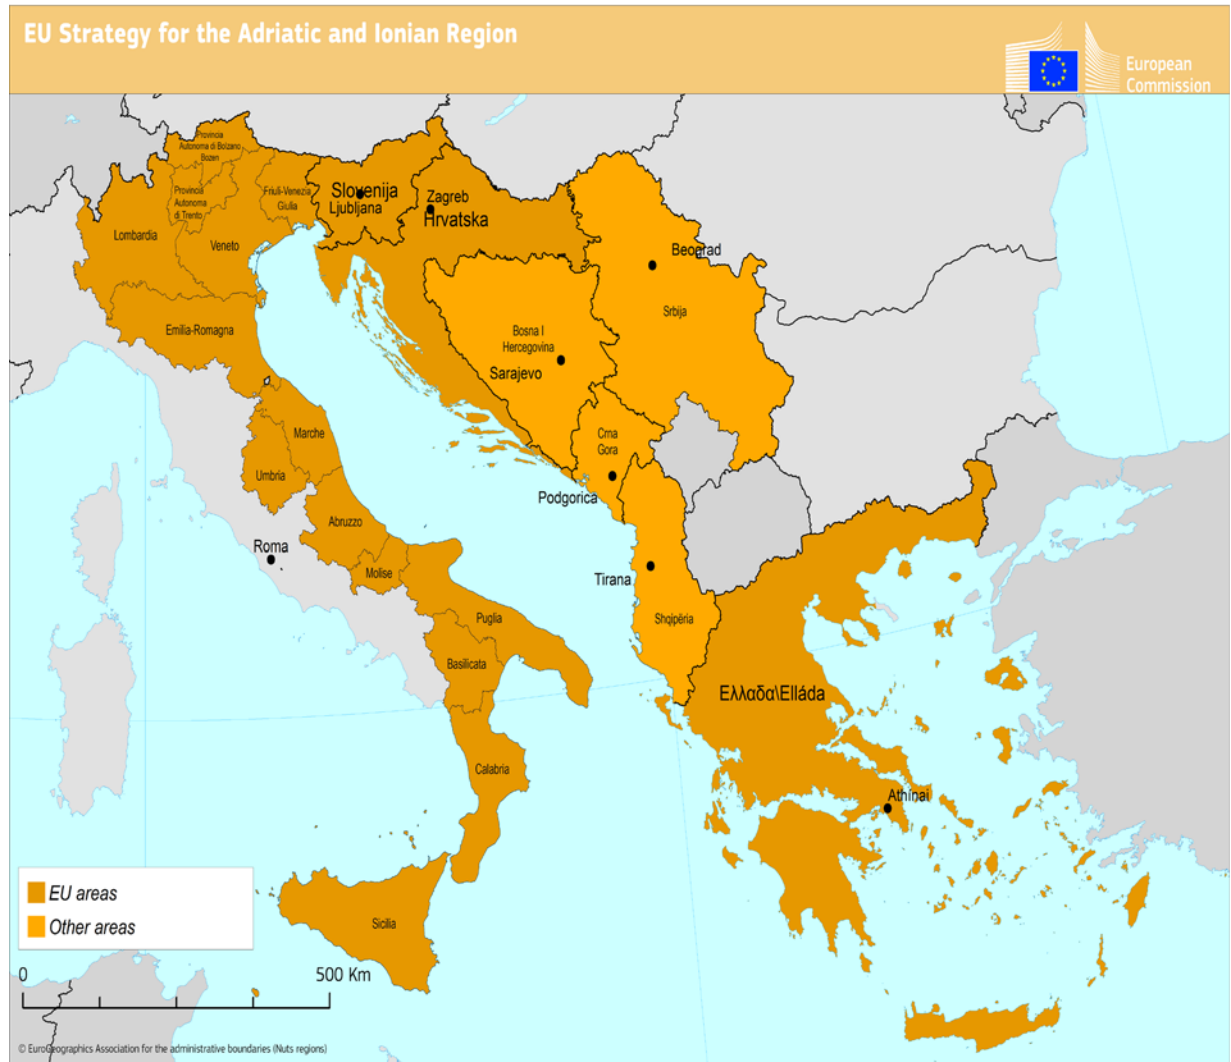 EU Strategy for the Adriatic and Ionian Region
European
Commission
Provincia
Autonoma di Bolzano
Bozen
Provincia
Autonoma
di Trento
Friuli-Venezia
Giulia
Slovenija
Ljubljana
Zagreb
Hrvatska
Lombardia
Veneto
Beograd
Srbija
Emilia-Romagna
Bosna I
Hercegovina
Sarajevo
Marche
Crna
Gora
Umbria
Podgorica
Abruzzo
Roma
Molise
Tirana
Puglia
Shqipëria
Basilicata
Ελλαδα\Elláda
Calabria
Athínai
EU areas
Other areas
Sicilia
0 500 Km
© EuroGeographics Association for the administrative boundaries (Nuts regions)